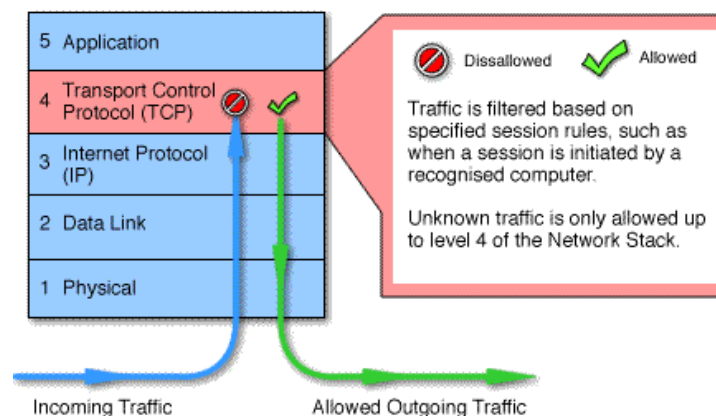 5 Application
4 Transport Control
Protocol (TCP)
3 Internet Protocol
(IP)
2 Data Link
1 Physical
Incoming Traffic
Allowed Outgoing Traffic
Dissallowed
Allowed
Traffic is filtered based on
specified session rules, such as
when a session is initiated by a
recognised computer.
Unknown traffic is only allowed up
to level 4 of the Network Stack.